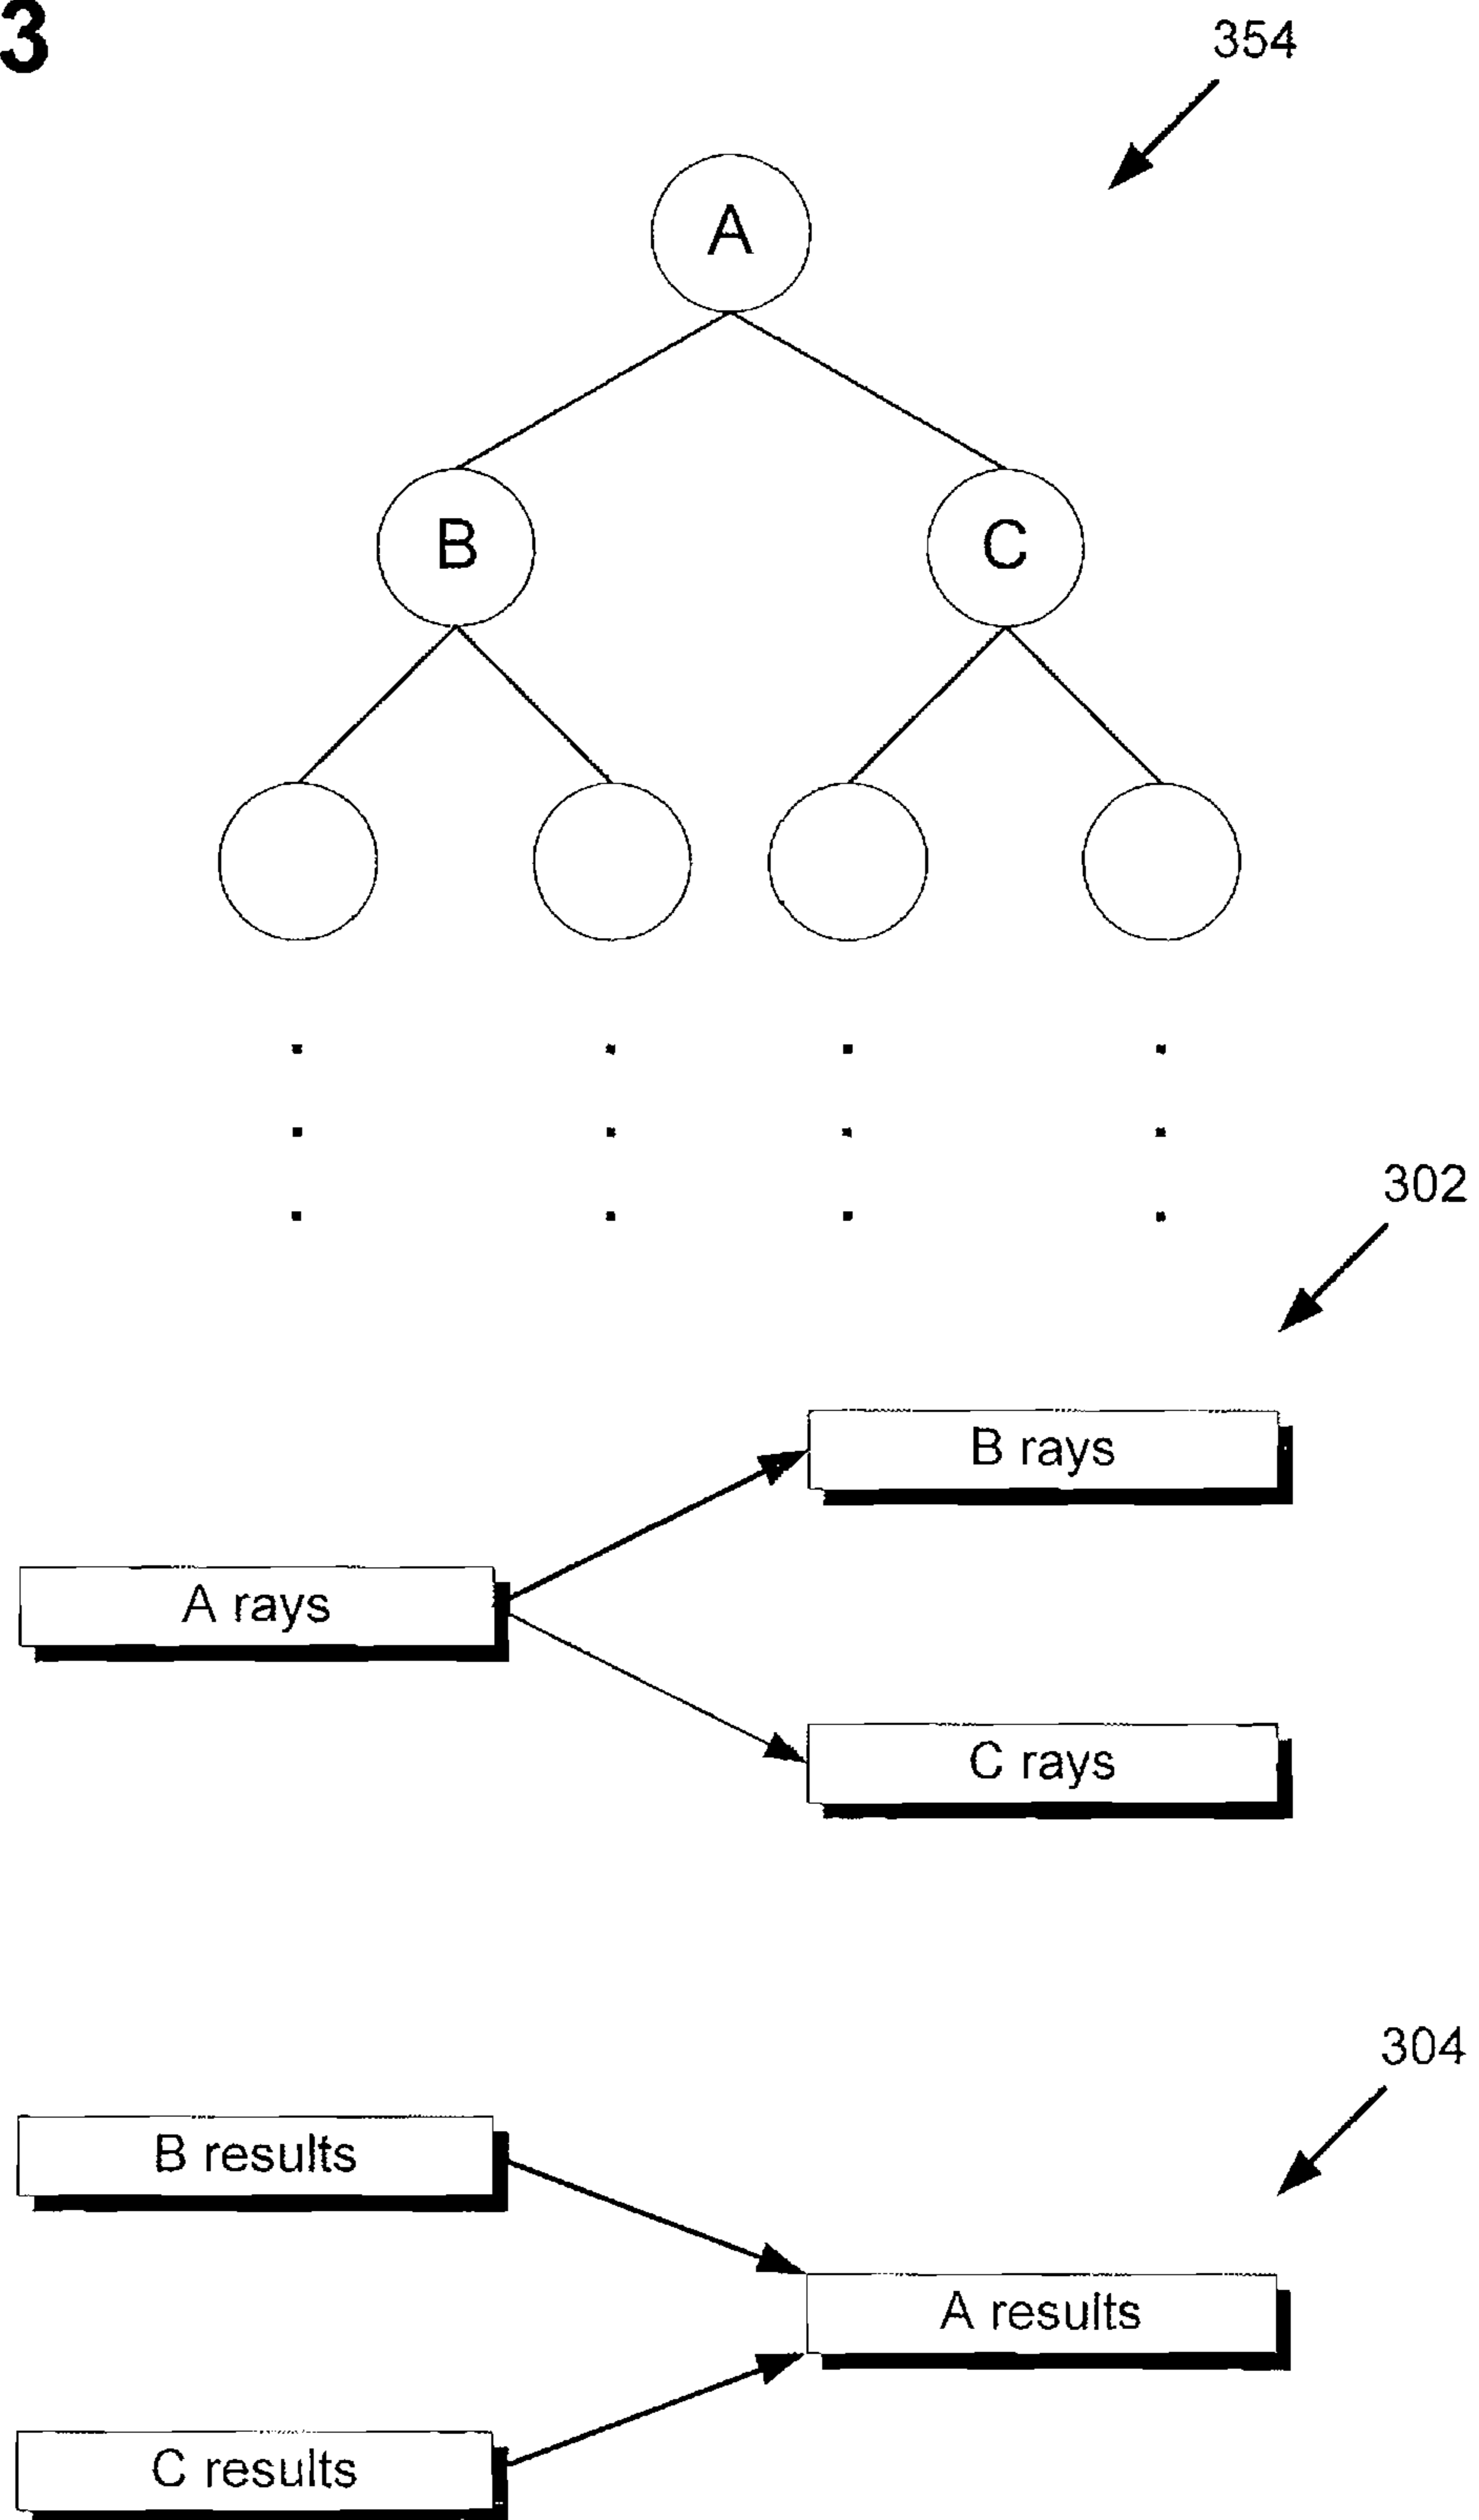 3
354
A
B
C
302
B rays
A rays
C rays
304
B results
A results
C results